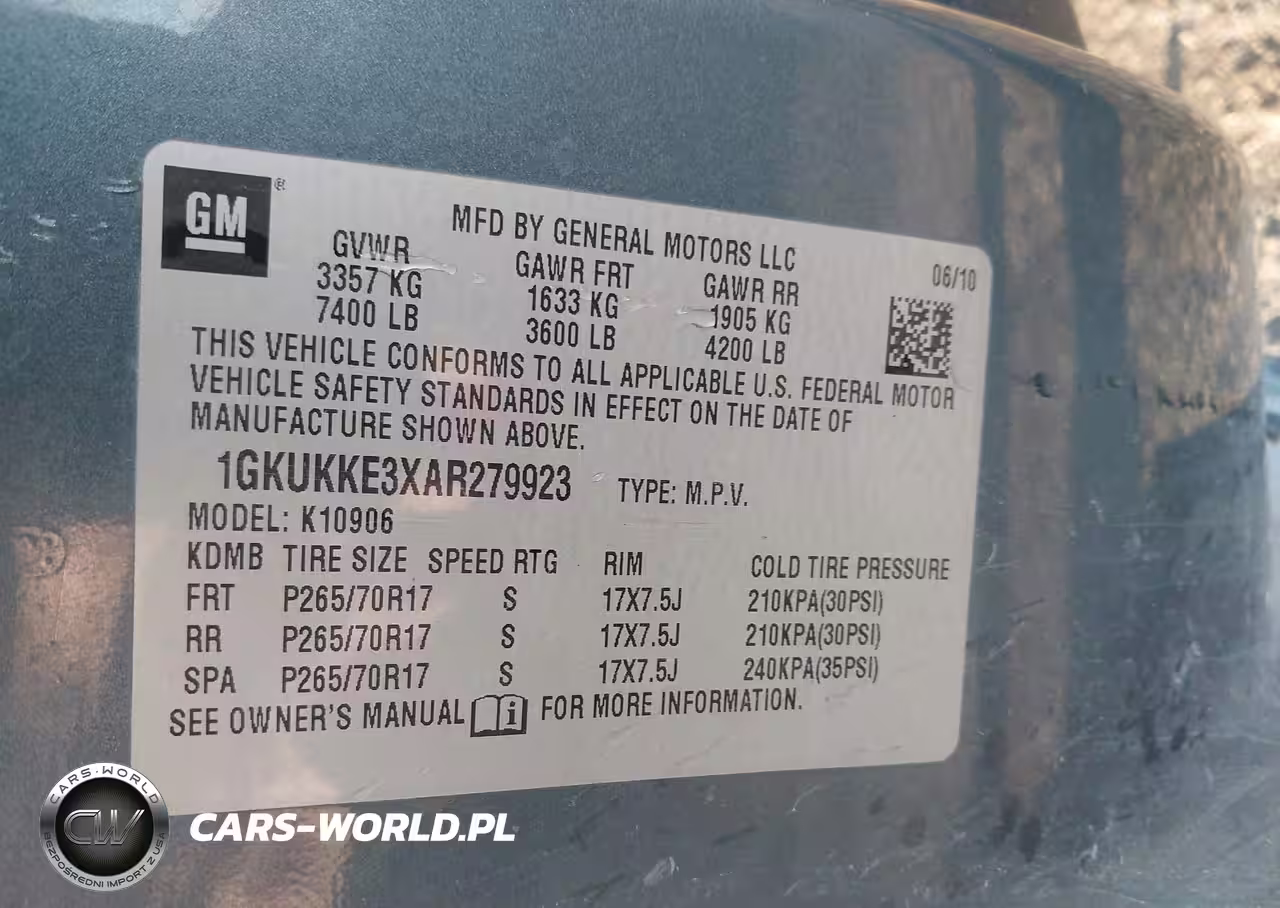 GM®
MFD BY GENERAL MOTORS LLC
06/10
GVWR GAWR FRT GAWR RR
3357 KG 1633 KG 1905 KG
7400 LB 3600 LB 4200 LB
THIS VEHICLE CONFORMS TO ALL APPLICABLE U.S. FEDERAL MOTOR
VEHICLE SAFETY STANDARDS IN EFFECT ON THE DATE OF
MANUFACTURE SHOWN ABOVE.
1GKUKKE3XAR279923 TYPE: M.P.V.
MODEL: K10906
KDMB TIRE SIZE SPEED RTG RIM COLD TIRE PRESSURE
FRT P265/70R17 S 17X7.5J 210KPA(30PSI)
RR P265/70R17 S 17X7.5J 210KPA(30PSI)
SPA P265/70R17 S 17X7.5J 240KPA(35PSI)
SEE OWNER'S MANUAL i FOR MORE INFORMATION.
CARS-WORLD
CW
BEZPOŚREDNI IMPORT Z USA
CARS-WORLD.PL